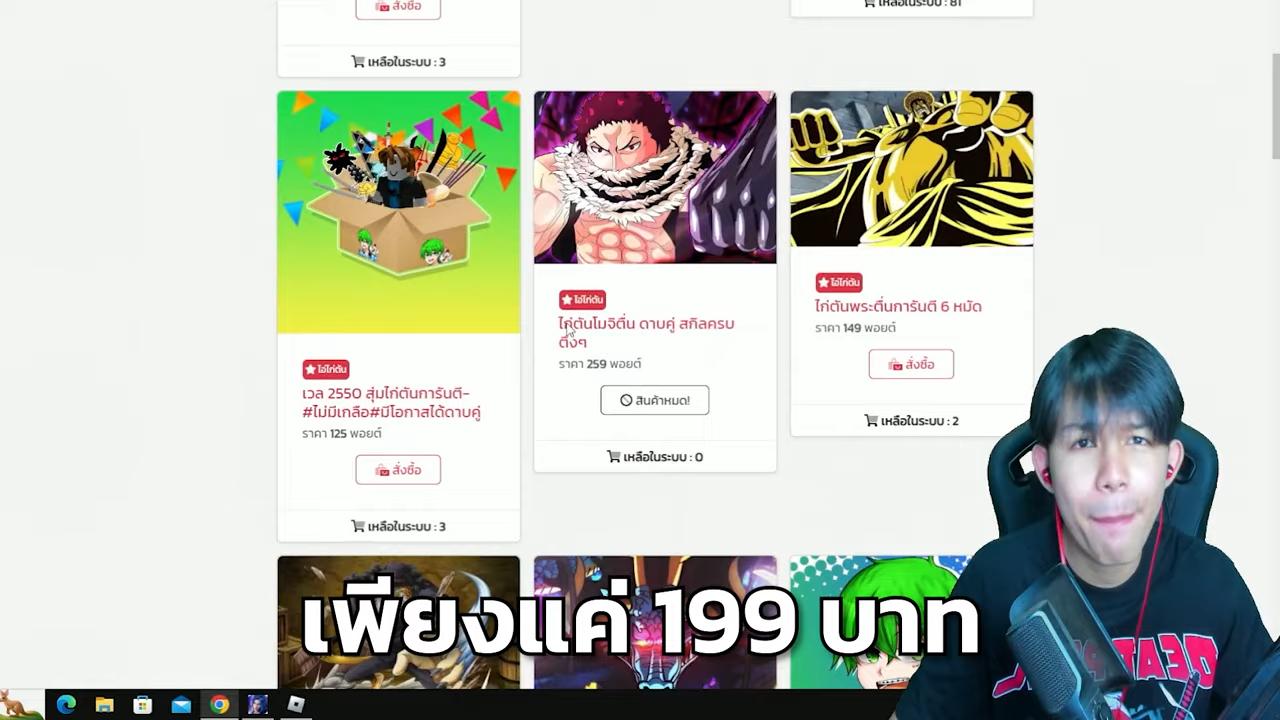 สั่งซื้อ
เหลือในระบบ : 3
เหลือในระบบ : 81
ไอ่ไก่ตัน
เวล 2550 สุ่มไก่ตันการันตี-
#ไม่มีเกลือ#มีโอกาสได้ดาบคู่
ราคา 125 พอยต์
สั่งซื้อ
เหลือในระบบ : 3
ไอ่ไก่ตัน
ไก่ตันโมจิตื่น ดาบคู่ สกิลครบ
ตึงๆ
ราคา 259 พอยต์
สินค้าหมด!
เหลือในระบบ : 0
ไอ่ไก่ตัน
ไก่ตันพระตื่นการันตี 6 หมัด
ราคา 149 พอยต์
สั่งซื้อ
เหลือในระบบ : 2
เพียงแค่ 199 บาท